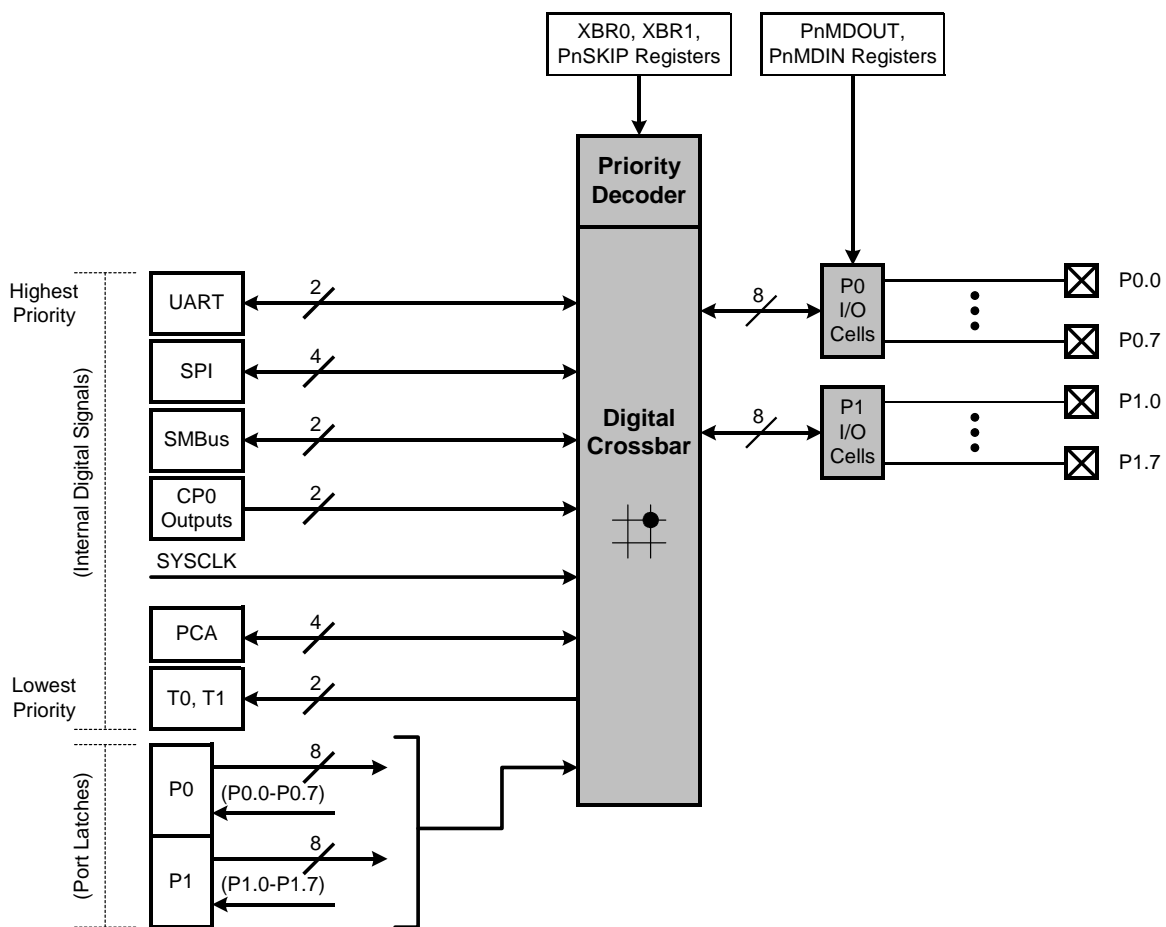 XBR0, XBR1,
PnSKIP Registers
PnMDOUT,
PnMDIN Registers
Priority
Decoder
Highest
Priority
(Internal Digital Signals)
UART
2
SPI
4
SMBus
2
CP0
Outputs
2
SYSCLK
PCA
4
Lowest
Priority
T0, T1
2
Digital
Crossbar
8
P0
I/O
Cells
P0.0
P0.7
8
P1
I/O
Cells
P1.0
P1.7
(Port Latches)
P0
8
(P0.0-P0.7)
P1
8
(P1.0-P1.7)